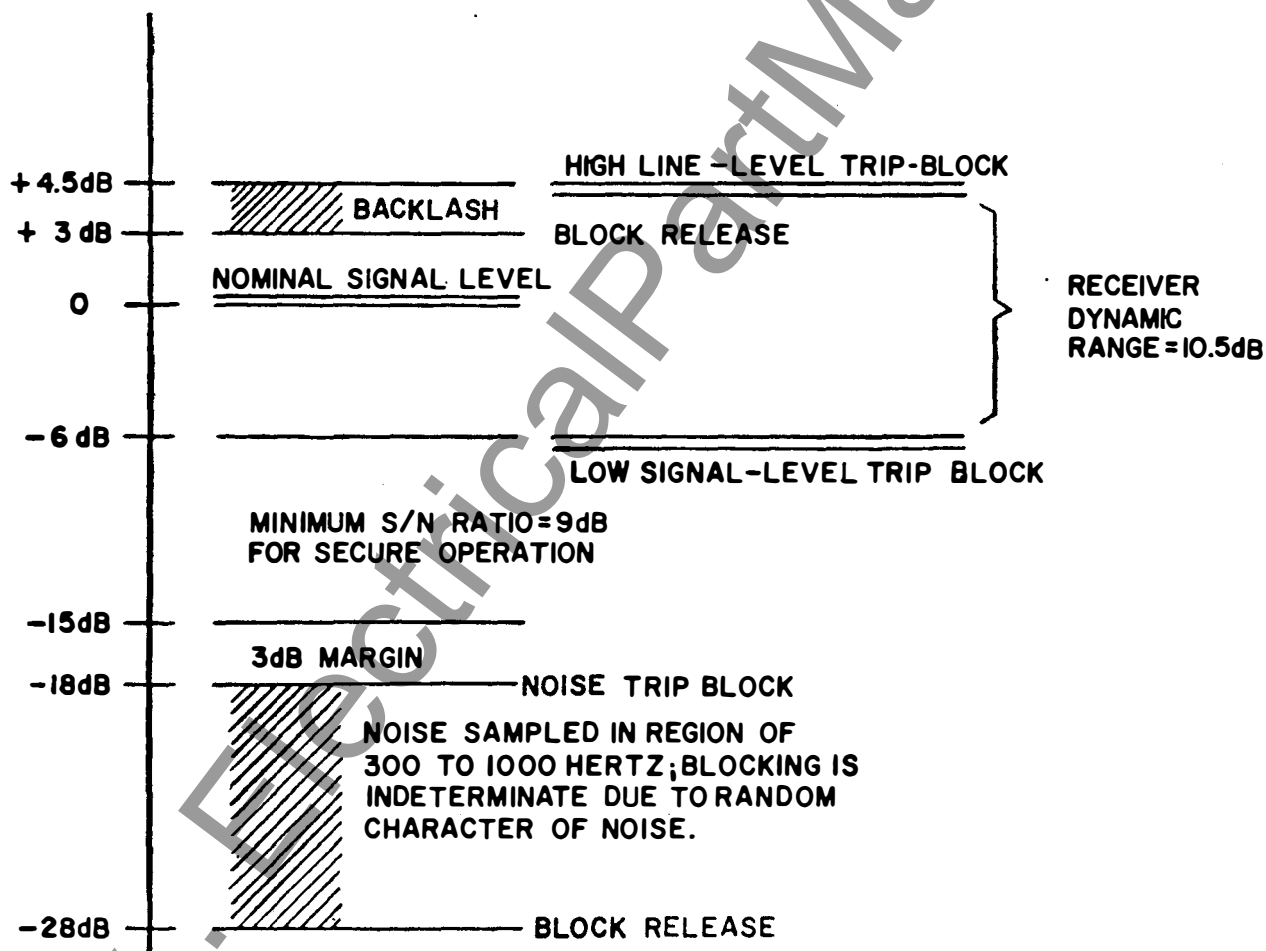 + 4.5dB
HIGH LINE-LEVEL TRIP-BLOCK
BACKLASH
+ 3 dB
BLOCK RELEASE
NOMINAL SIGNAL LEVEL
0
RECEIVER
DYNAMIC
RANGE=10.5dB
-6 dB
LOW SIGNAL-LEVEL TRIP BLOCK
MINIMUM S/N RATIO=9dB
FOR SECURE OPERATION
-15dB
3dB MARGIN
-18dB
NOISE TRIP BLOCK
NOISE SAMPLED IN REGION OF
300 TO 1000 HERTZ; BLOCKING IS
INDETERMINATE DUE TO RANDOM
CHARACTER OF NOISE.
-28dB
BLOCK RELEASE
. ElectricalPartMa